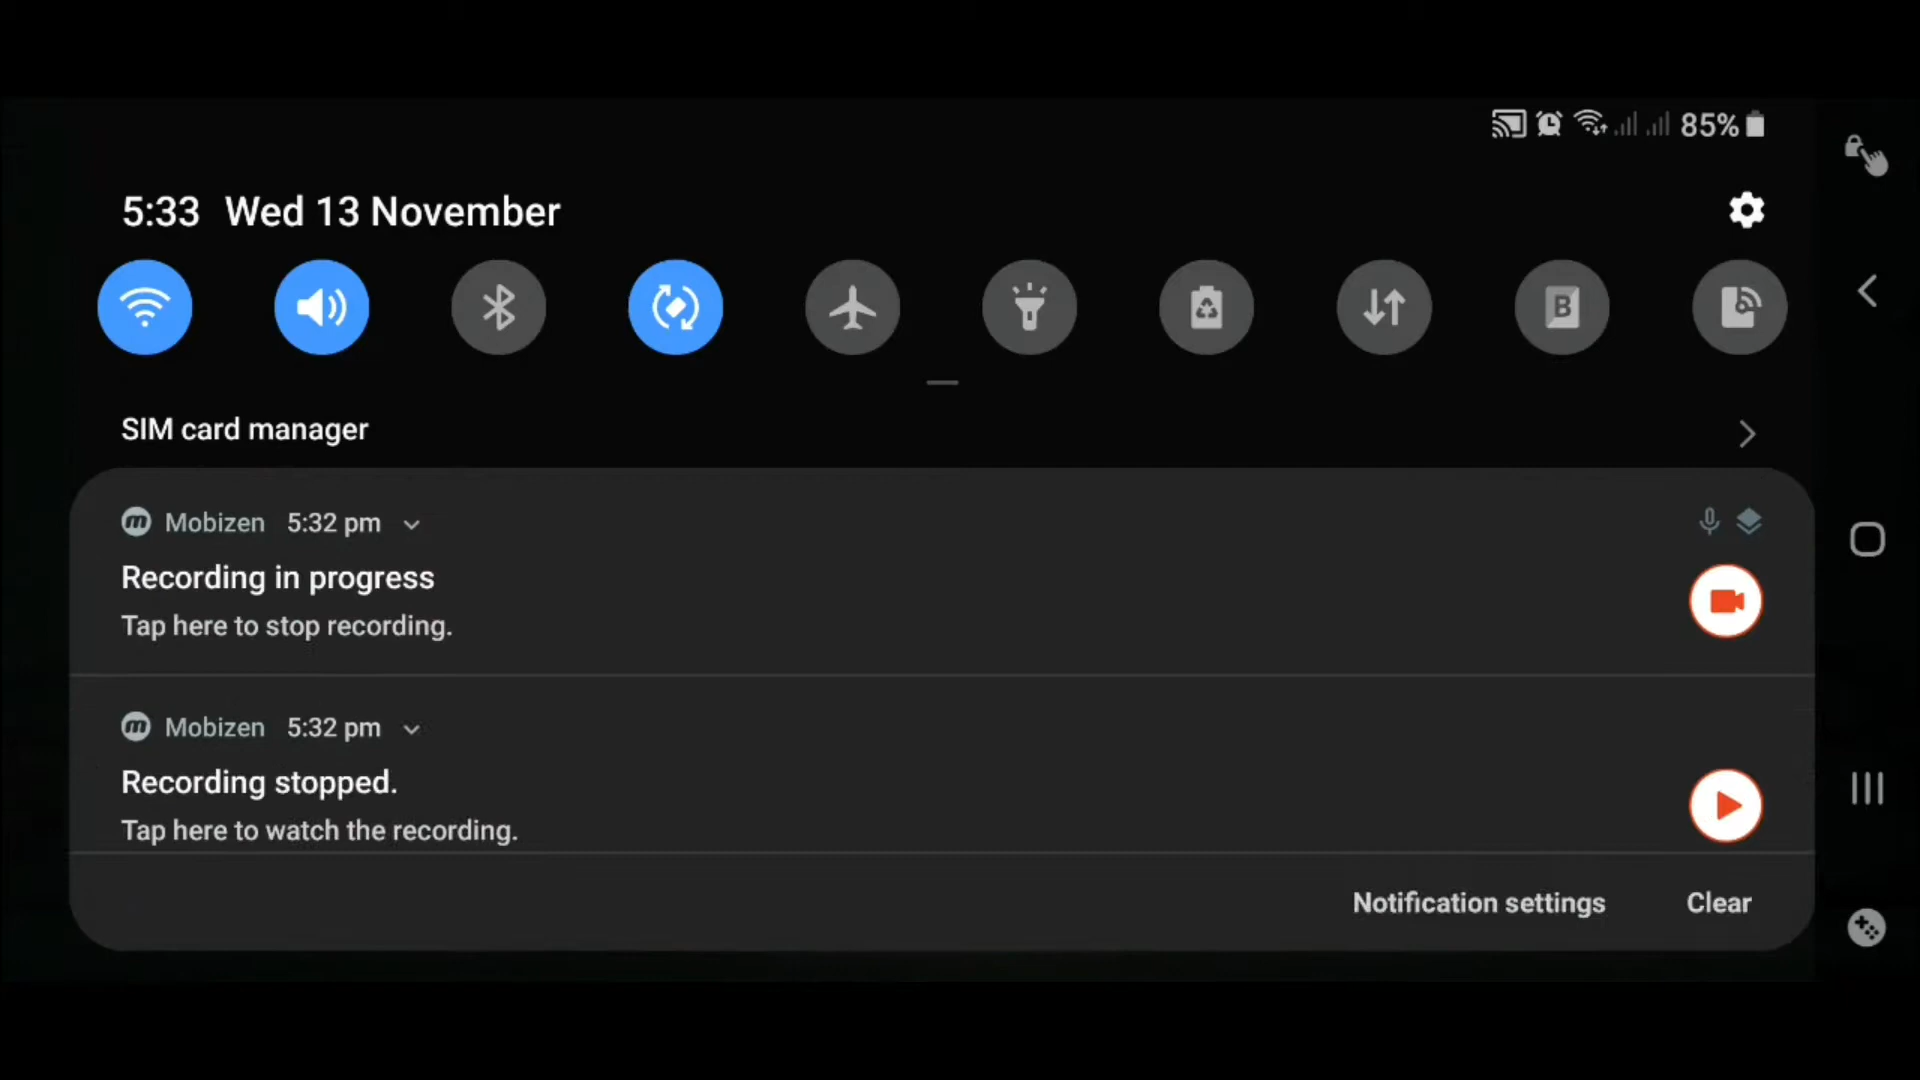 85%
5:33 Wed 13 November
B
SIM card manager
Mobizen 5:32 pm
Recording in progress
Tap here to stop recording.
Mobizen 5:32 pm
Recording stopped.
Tap here to watch the recording.
Notification settings Clear